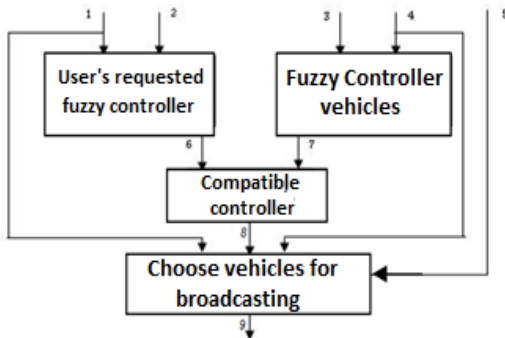 1 2 3 4 5
User's requested
fuzzy controller
Fuzzy Controller
vehicles
6 7
Compatible
controller
8
Choose vehicles for
broadcasting
9